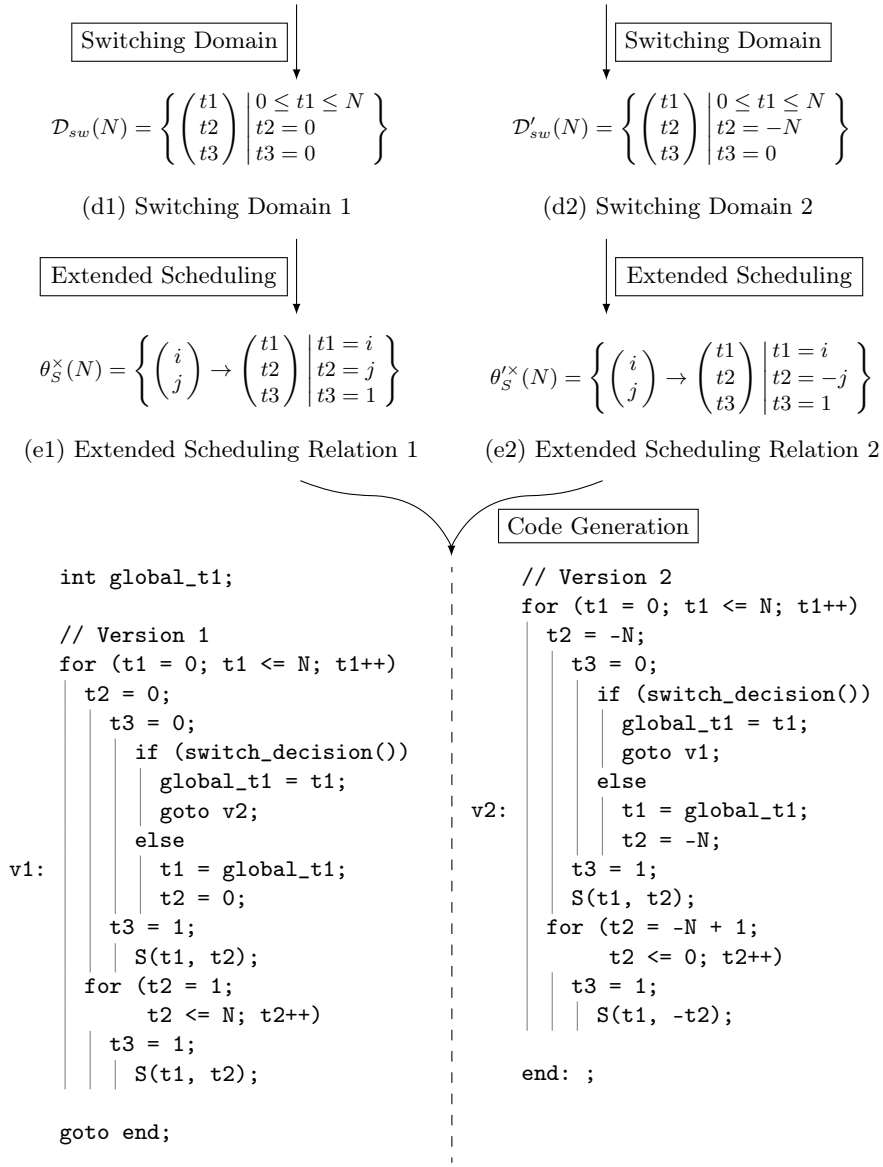 Switching Domain
𝒟sw(N) = { (t1 t2 t3) | 0 ≤ t1 ≤ N, t2 = 0, t3 = 0 }
(d1) Switching Domain 1
Extended Scheduling
θS×(N) = { (i j) → (t1 t2 t3) | t1 = i, t2 = j, t3 = 1 }
(e1) Extended Scheduling Relation 1
Switching Domain
𝒟′sw(N) = { (t1 t2 t3) | 0 ≤ t1 ≤ N, t2 = −N, t3 = 0 }
(d2) Switching Domain 2
Extended Scheduling
θ′S×(N) = { (i j) → (t1 t2 t3) | t1 = i, t2 = −j, t3 = 1 }
(e2) Extended Scheduling Relation 2
Code Generation
int global_t1;
// Version 1
for (t1 = 0; t1 <= N; t1++)
t2 = 0;
t3 = 0;
if (switch_decision())
global_t1 = t1;
goto v2;
else
v1: t1 = global_t1;
t2 = 0;
t3 = 1;
S(t1, t2);
for (t2 = 1;
t2 <= N; t2++)
t3 = 1;
S(t1, t2);
goto end;
// Version 2
for (t1 = 0; t1 <= N; t1++)
t2 = -N;
t3 = 0;
if (switch_decision())
global_t1 = t1;
goto v1;
else
v2: t1 = global_t1;
t2 = -N;
t3 = 1;
S(t1, t2);
for (t2 = -N + 1;
t2 <= 0; t2++)
t3 = 1;
S(t1, -t2);
end: ;